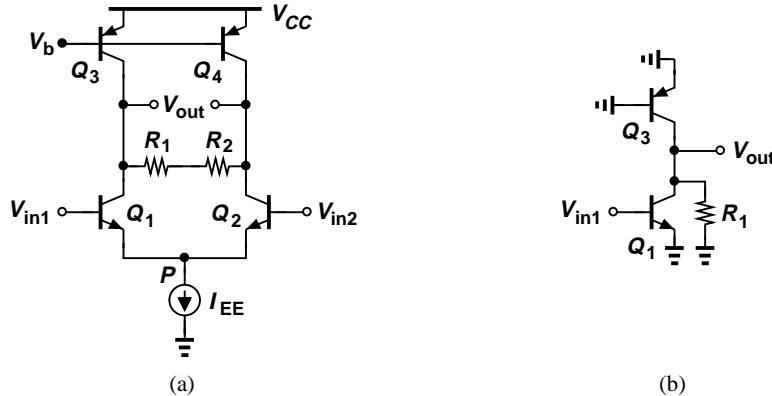 V_CC
V_b
Q_3
Q_4
V_out
R_1
R_2
V_in1
Q_1
Q_2
V_in2
P
I_EE
(a)
Q_3
V_out
V_in1
Q_1
R_1
(b)